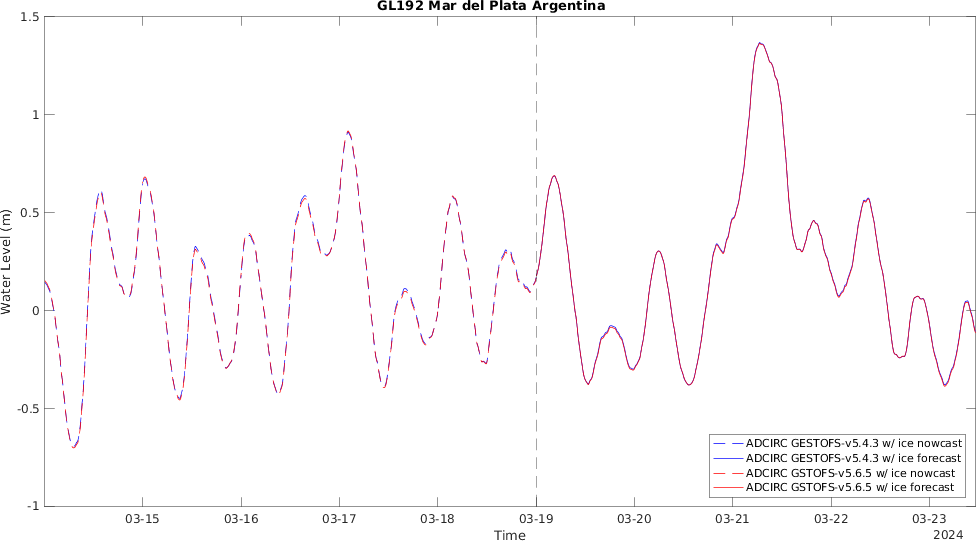 GL192 Mar del Plata Argentina
1.5
1
0.5
0
-0.5
-1
Water Level (m)
03-15
03-16
03-17
03-18
03-19
03-20
03-21
03-22
03-23
Time
2024
ADCIRC GESTOFS-v5.4.3 w/ ice nowcast
ADCIRC GESTOFS-v5.4.3 w/ ice forecast
ADCIRC GSTOFS-v5.6.5 w/ ice nowcast
ADCIRC GSTOFS-v5.6.5 w/ ice forecast